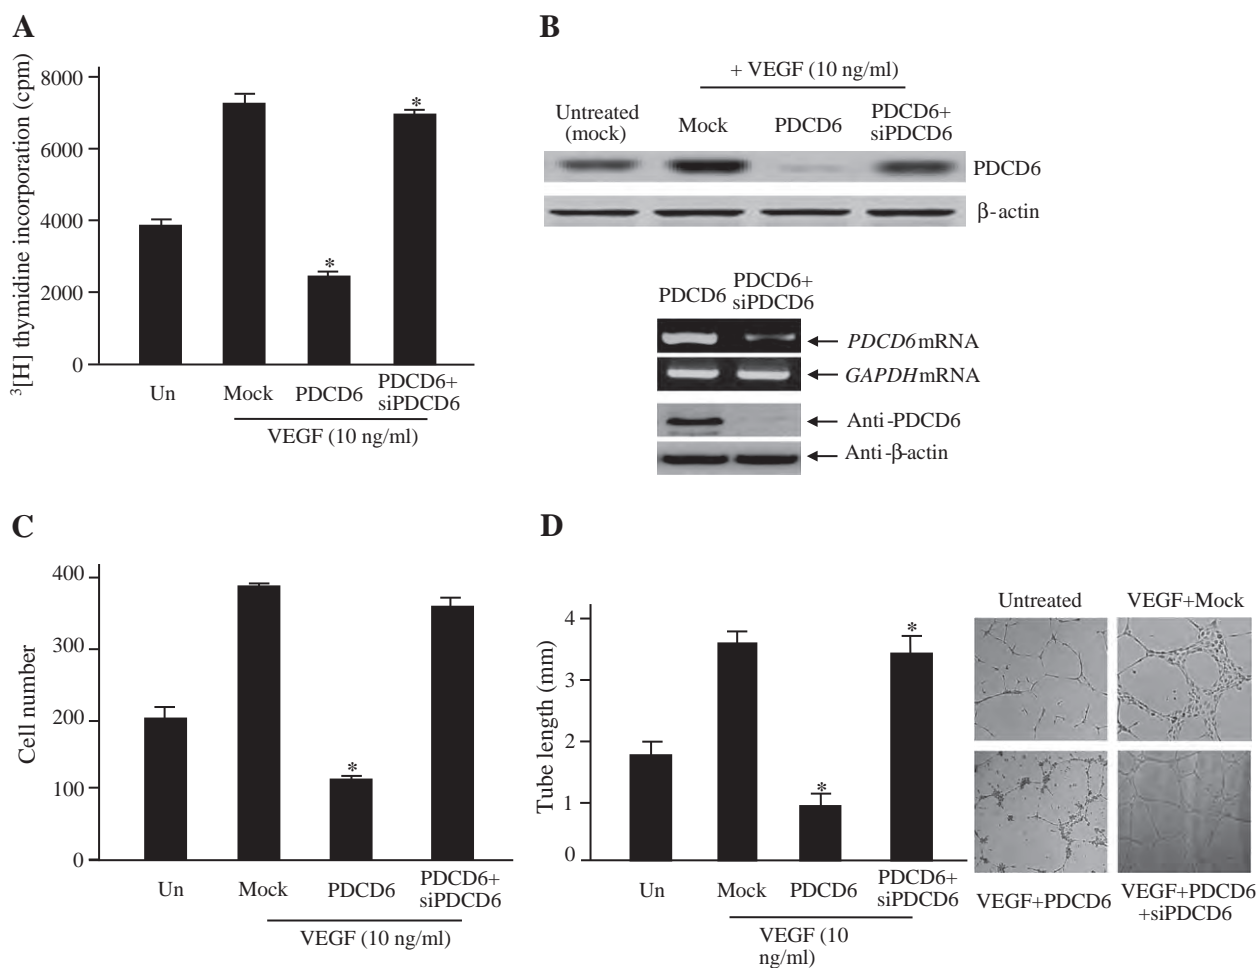 A
³[H] thymidine incorporation (cpm)
8000
6000
4000
2000
0
*
*
Un
Mock
PDCD6
PDCD6+
siPDCD6
VEGF (10 ng/ml)
B
+ VEGF (10 ng/ml)
Untreated
(mock)
Mock
PDCD6
PDCD6+
siPDCD6
PDCD6
β-actin
PDCD6
PDCD6+
siPDCD6
PDCD6 mRNA
GAPDH mRNA
Anti-PDCD6
Anti-β-actin
C
Cell number
400
300
200
100
0
*
Un
Mock
PDCD6
PDCD6+
siPDCD6
VEGF (10 ng/ml)
D
Tube length (mm)
4
3
2
1
0
*
*
Un
Mock
PDCD6
PDCD6+
siPDCD6
VEGF (10
ng/ml)
Untreated
VEGF+Mock
VEGF+PDCD6
VEGF+PDCD6
+siPDCD6